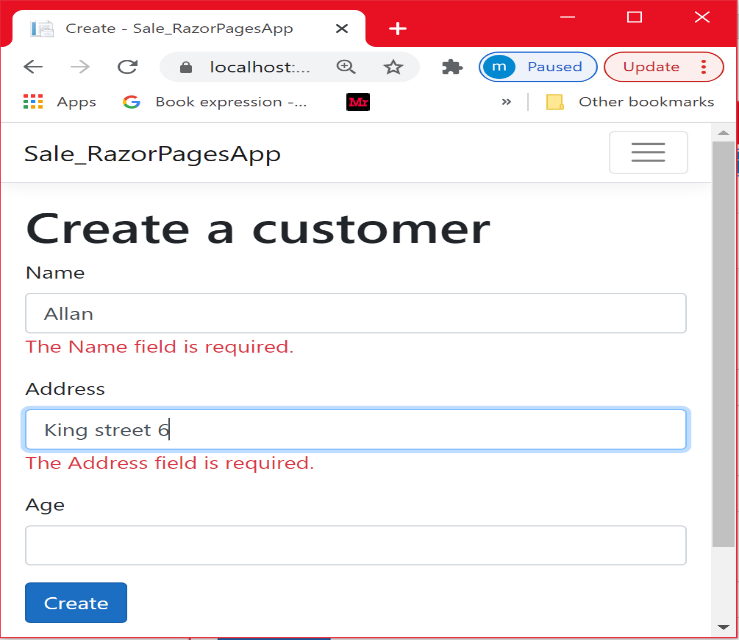 Create - Sale_RazorPagesApp
localhost:...
m Paused Update
Apps G Book expression -... Mr » Other bookmarks
Sale_RazorPagesApp
Create a customer
Name
Allan
The Name field is required.
Address
King street 6
The Address field is required.
Age
Create